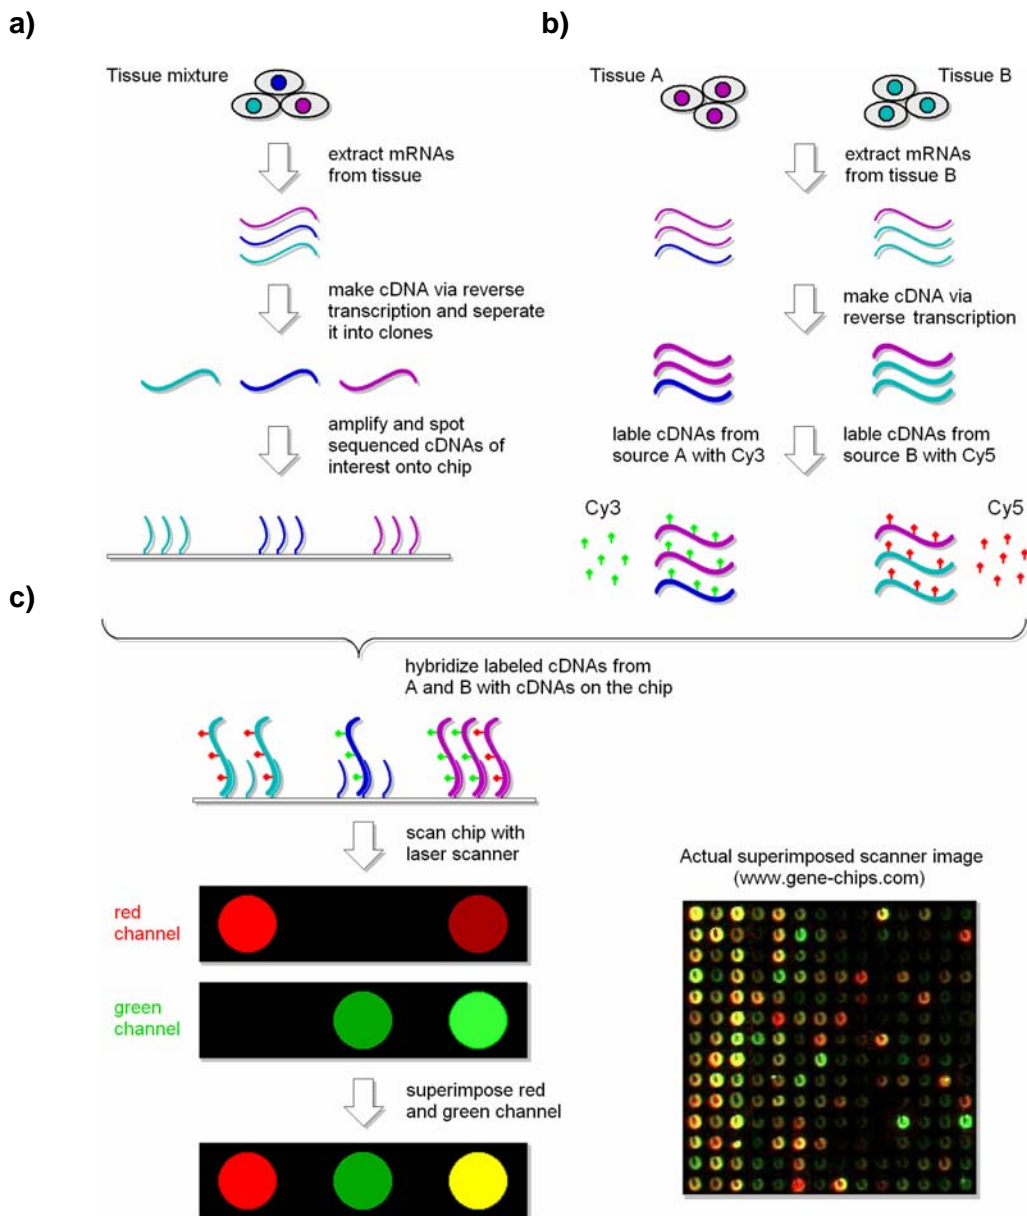 a)
b)
Tissue mixture
Tissue A
Tissue B
extract mRNAs
from tissue
extract mRNAs
from tissue B
make cDNA via reverse
transcription and seperate
it into clones
make cDNA via
reverse transcription
amplify and spot
sequenced cDNAs of
interest onto chip
lable cDNAs from
source A with Cy3
lable cDNAs from
source B with Cy5
Cy3
Cy5
c)
hybridize labeled cDNAs from
A and B with cDNAs on the chip
scan chip with
laser scanner
Actual superimposed scanner image
(www.gene-chips.com)
red
channel
green
channel
superimpose red
and green channel